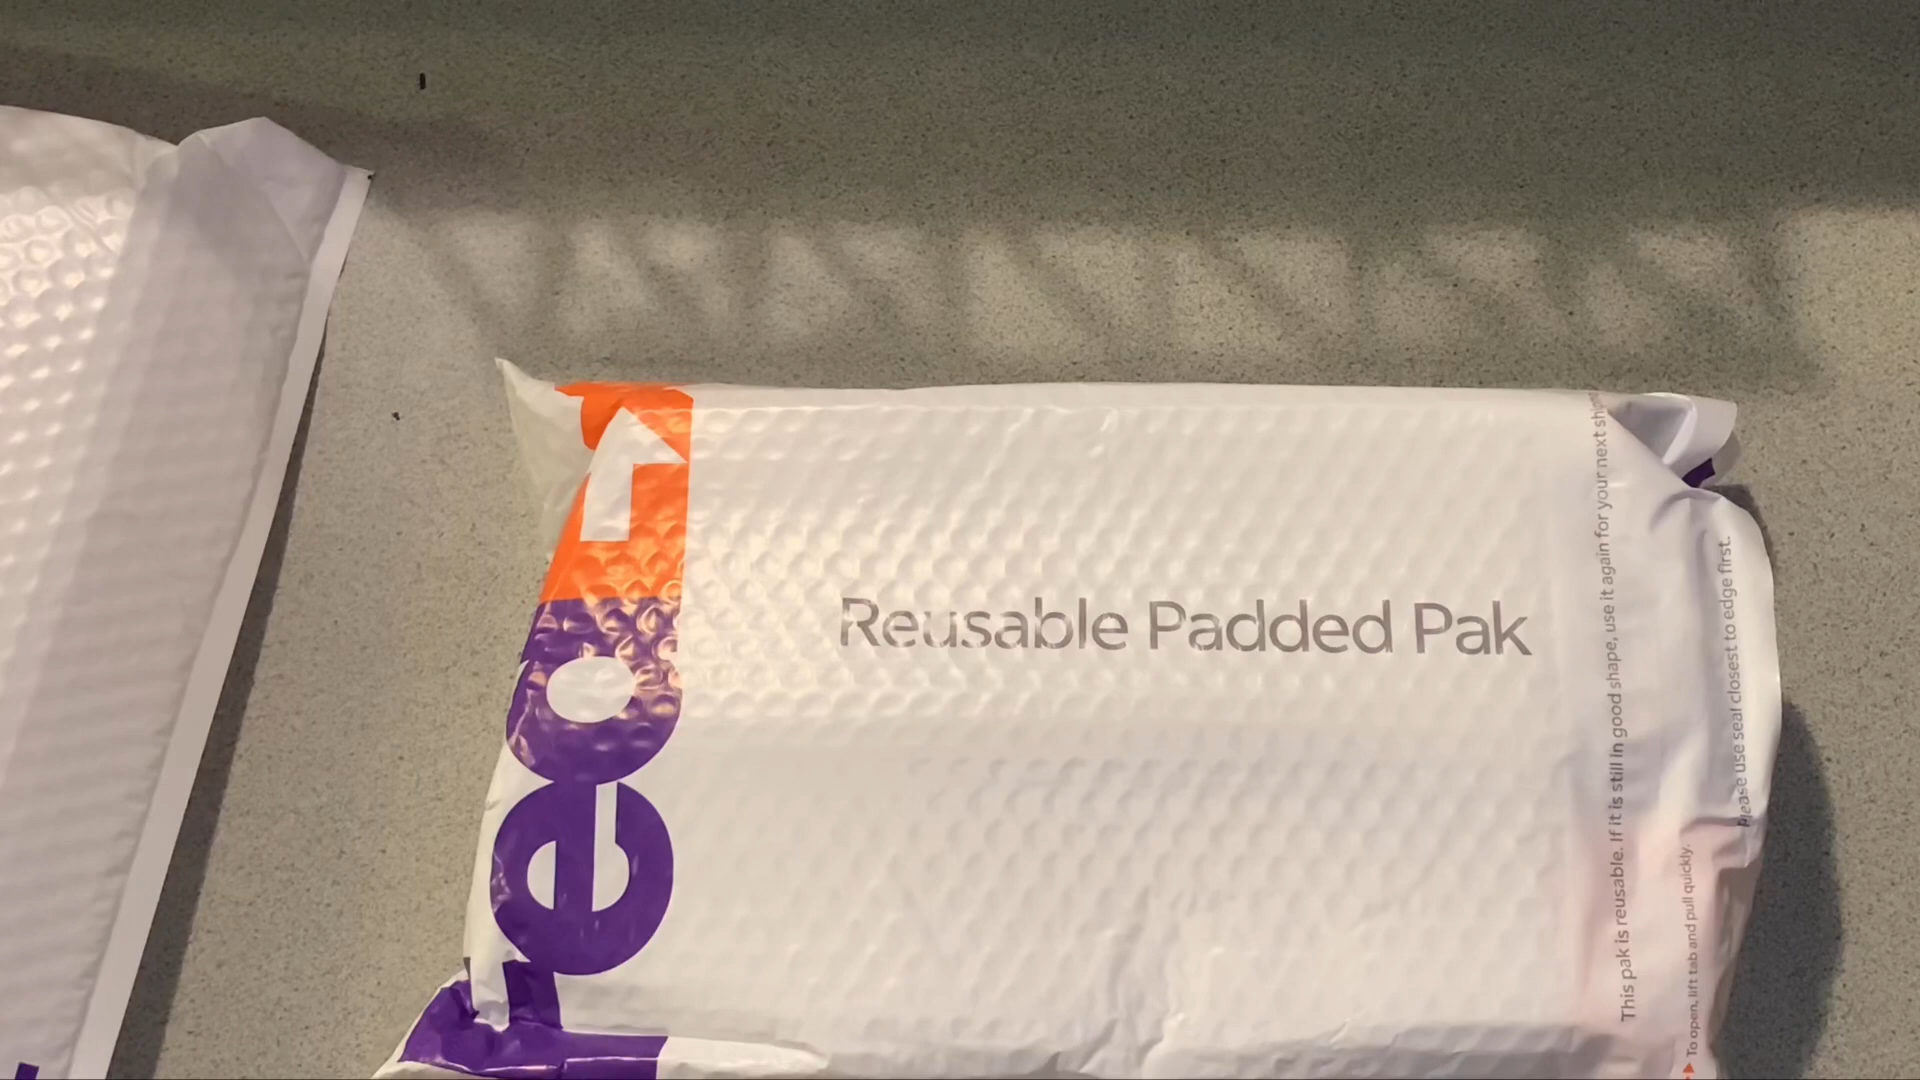 Fed
Reusable Padded Pak
This pak is reusable. If it is still in good shape, use it again for your next
Please use seal closest to edge first.
To open, lift tab and pull quickly.